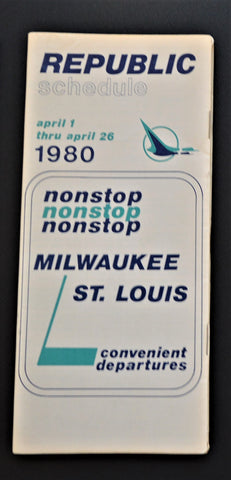 REPUBLIC
schedule
april 1
thru april 26
1980
nonstop
nonstop
nonstop
MILWAUKEE
ST. LOUIS
convenient
departures